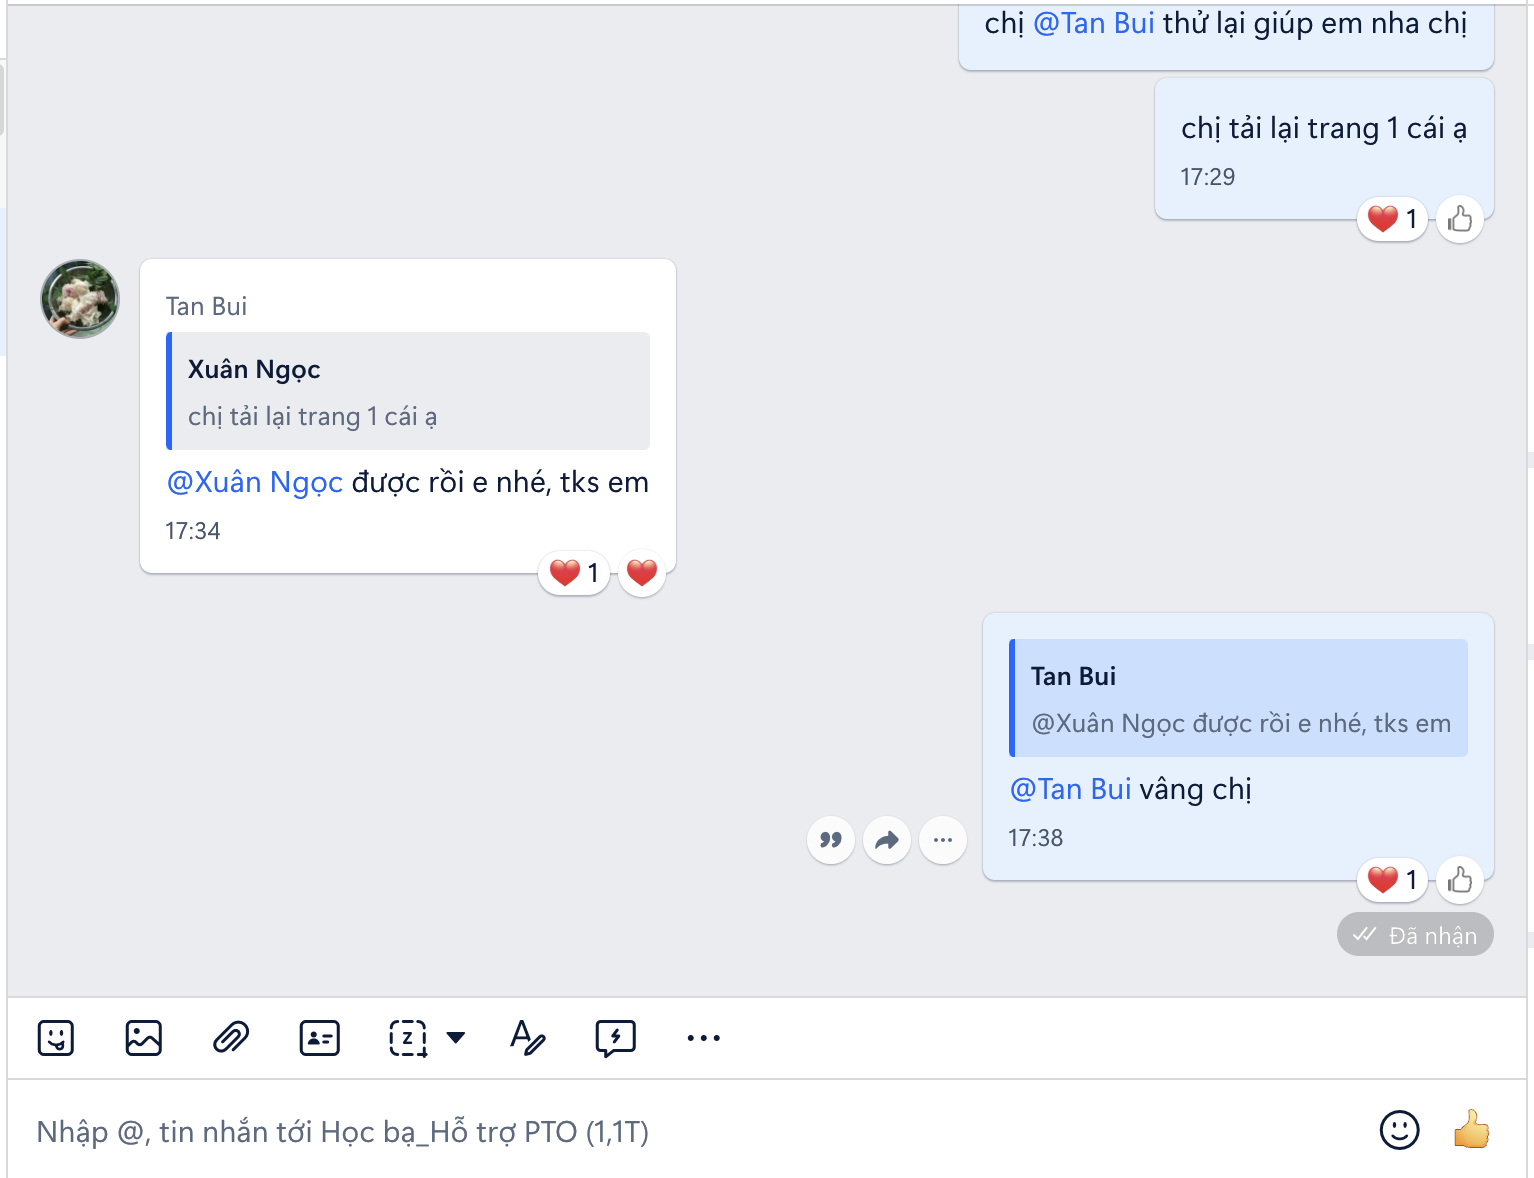 chị @Tan Bui thử lại giúp em nha chị
chị tải lại trang 1 cái ạ
17:29
1
Tan Bui
Xuân Ngọc
chị tải lại trang 1 cái ạ
@Xuân Ngọc được rồi e nhé, tks em
17:34
1
Tan Bui
@Xuân Ngọc được rồi e nhé, tks em
@Tan Bui vâng chị
17:38
1
Đã nhận
Nhập @, tin nhắn tới Học bạ_Hỗ trợ PTO (1,1T)